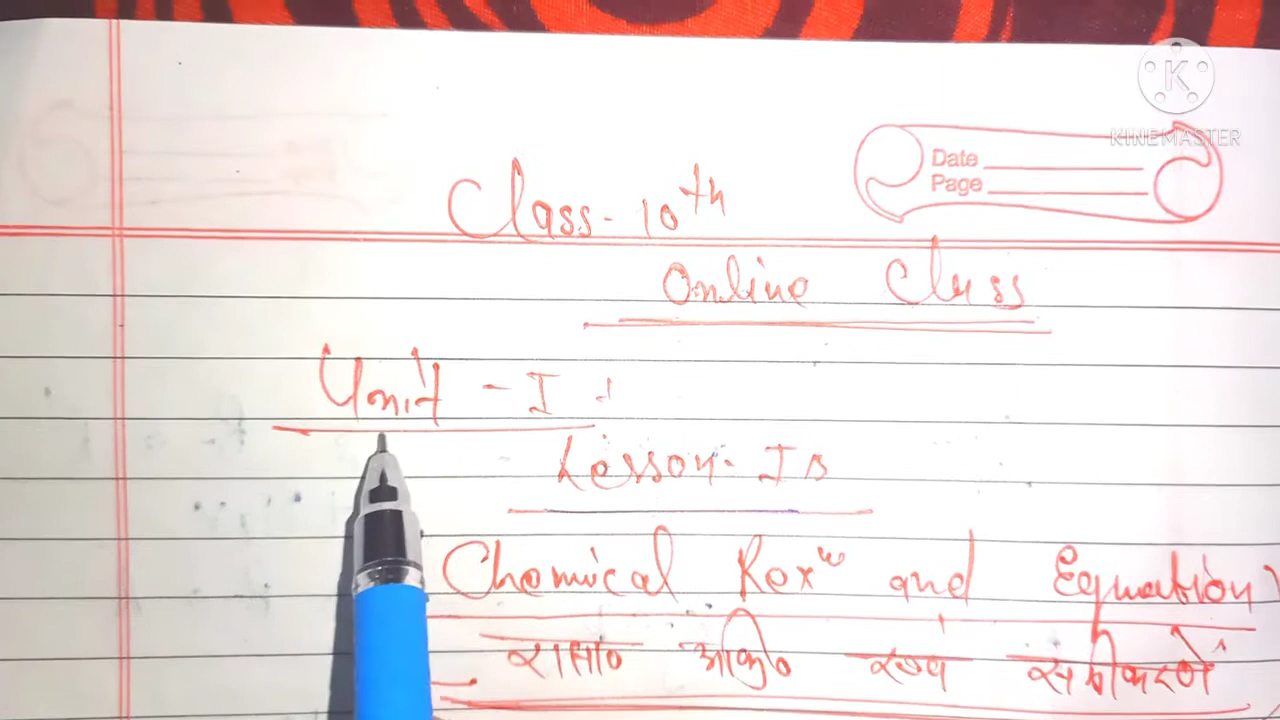 K
KINEMASTER
Date
Page
Class - 10th
Online Class
Unit - I
Lesson - I
Chemical Rexn and Equation
रासा० अभि० एवं समीकरणें